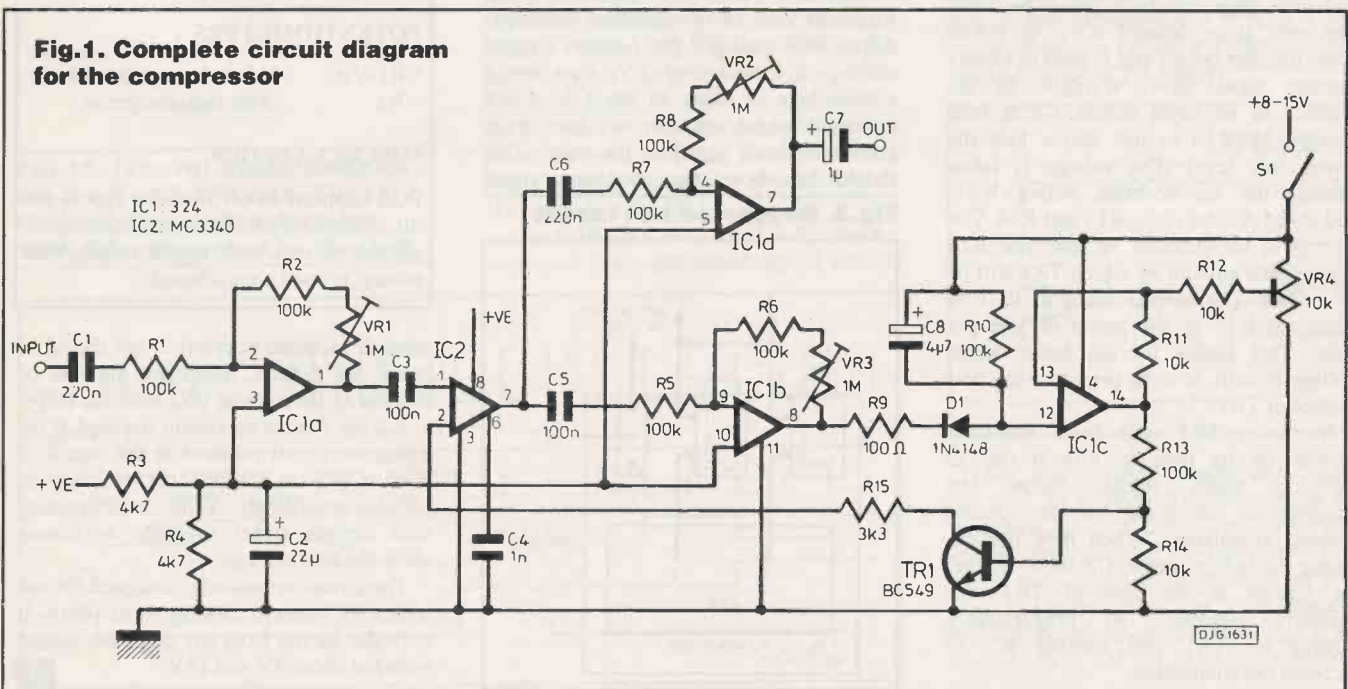 Fig.1. Complete circuit diagram
for the compressor
IC1: 324
IC2: MC3340
INPUT
C1
220n
R1
100k
R2
100k
VR1
1M
2
3
1
IC1a
C3
100n
+ VE
R3
4k7
R4
4k7
C2
+
22µ
+VE
IC2
1
2
3
8
7
6
C4
1n
C6
220n
R7
100k
R8
100k
VR2
1M
4
5
7
IC1d
C7
+
1µ
OUT
C5
100n
R5
100k
R6
100k
VR3
1M
9
10
8
11
IC1b
R9
100Ω
D1
1N4148
C8
+
4µ7
R10
100k
13
12
4
14
IC1c
R11
10k
R12
10k
VR4
10k
+8-15V
S1
R13
100k
R14
10k
R15
3k3
TR1
BC549
DJG 1631